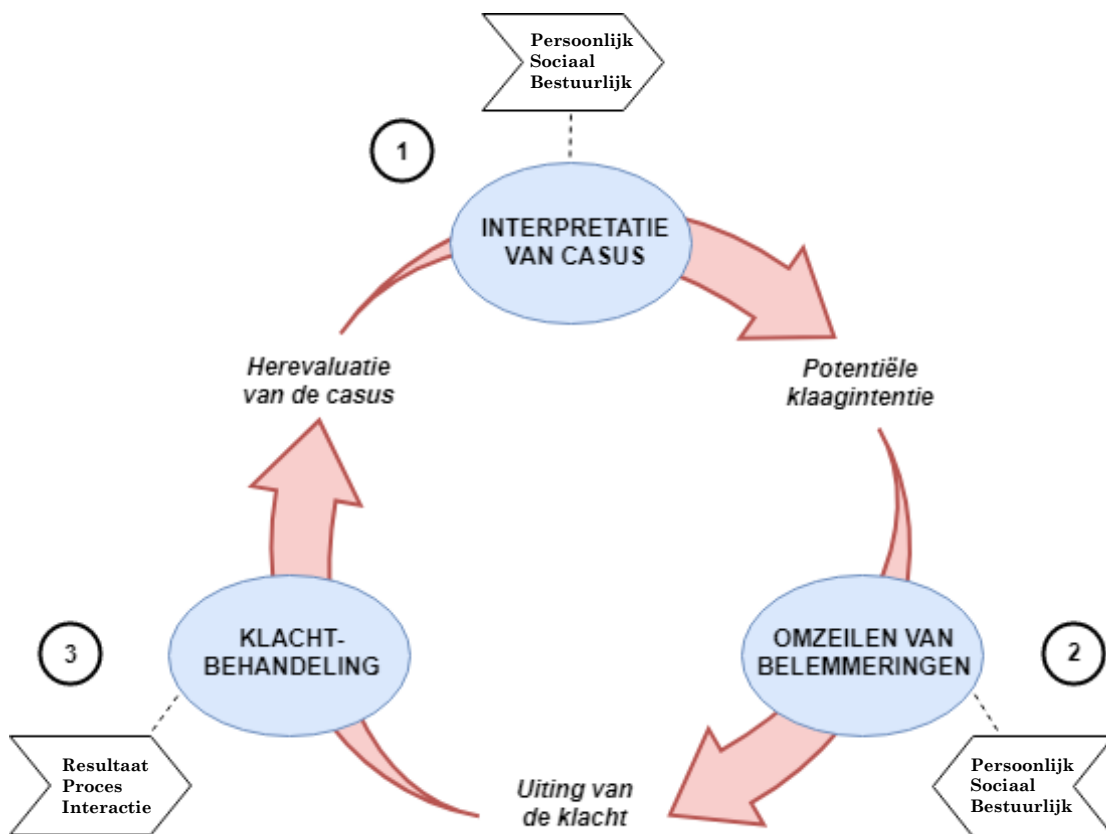 Persoonlijk
Sociaal
Bestuurlijk
1
INTERPRETATIE
VAN CASUS
Potentiële
klaagintentie
2
OMZEILEN VAN
BELEMMERINGEN
Persoonlijk
Sociaal
Bestuurlijk
Uiting van
de klacht
3
KLACHT-
BEHANDELING
Resultaat
Proces
Interactie
Herevaluatie
van de casus